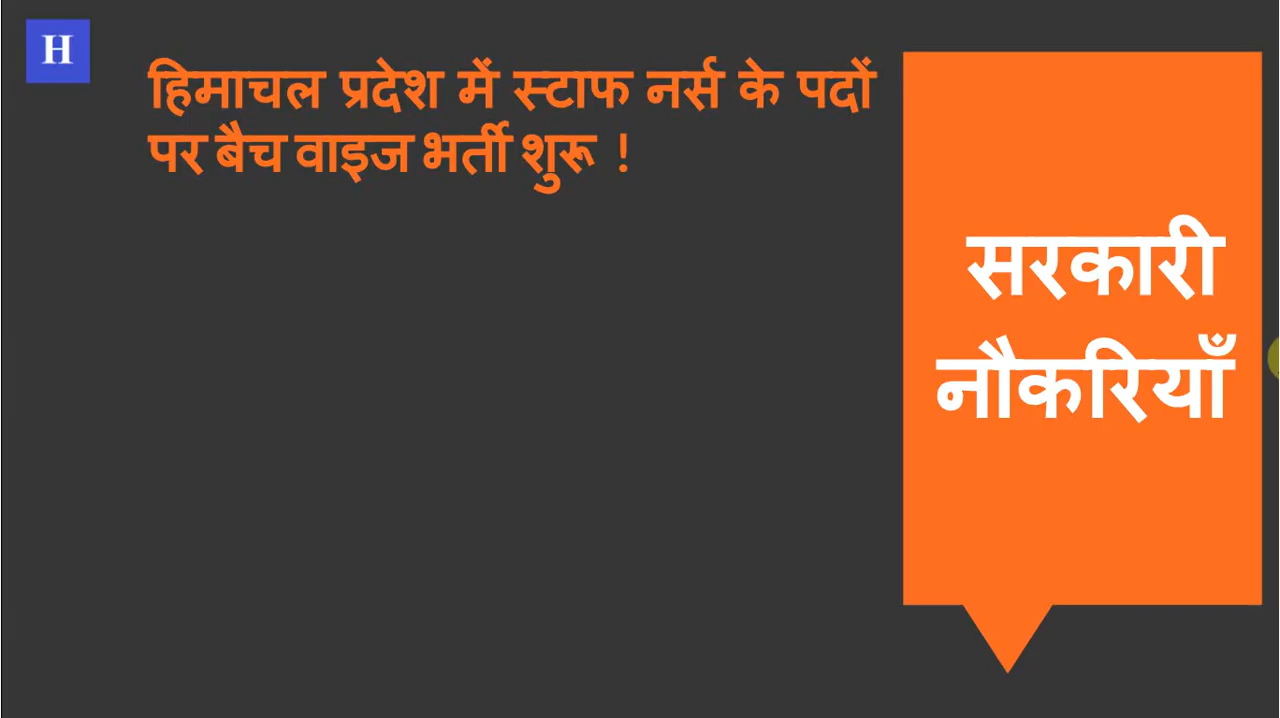 H
हिमाचल प्रदेश में स्टाफ नर्स के पदों
पर बैच वाइज भर्ती शुरू !
सरकारी
नौकरियाँ